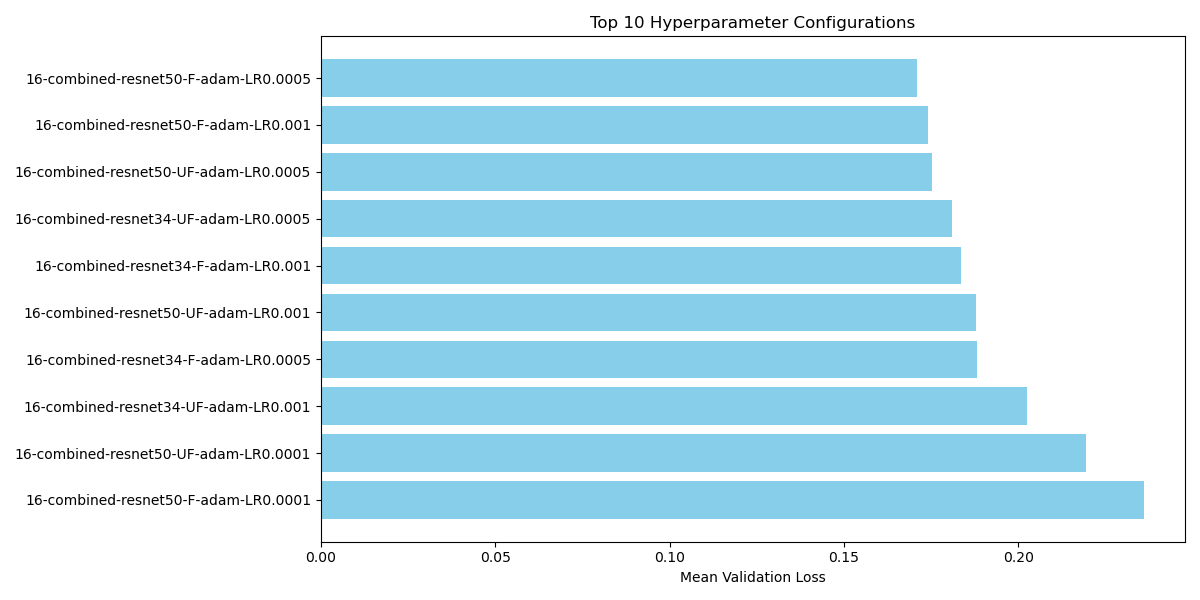 Top 10 Hyperparameter Configurations
16-combined-resnet50-F-adam-LR0.0005
16-combined-resnet50-F-adam-LR0.001
16-combined-resnet50-UF-adam-LR0.0005
16-combined-resnet34-UF-adam-LR0.0005
16-combined-resnet34-F-adam-LR0.001
16-combined-resnet50-UF-adam-LR0.001
16-combined-resnet34-F-adam-LR0.0005
16-combined-resnet34-UF-adam-LR0.001
16-combined-resnet50-UF-adam-LR0.0001
16-combined-resnet50-F-adam-LR0.0001
0.00 0.05 0.10 0.15 0.20
Mean Validation Loss